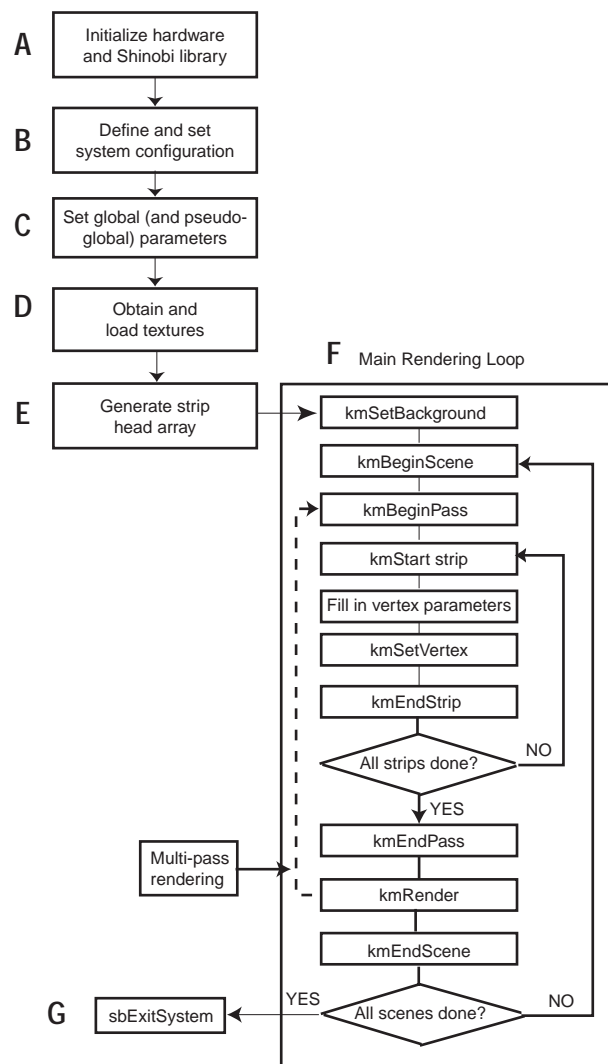 A
Initialize hardware
and Shinobi library
B
Define and set
system configuration
C
Set global (and pseudo-
global) parameters
D
Obtain and
load textures
E
Generate strip
head array
F Main Rendering Loop
kmSetBackground
kmBeginScene
kmBeginPass
kmStart strip
Fill in vertex parameters
kmSetVertex
kmEndStrip
All strips done?
NO
YES
kmEndPass
Multi-pass
rendering
kmRender
kmEndScene
All scenes done?
NO
YES
G
sbExitSystem